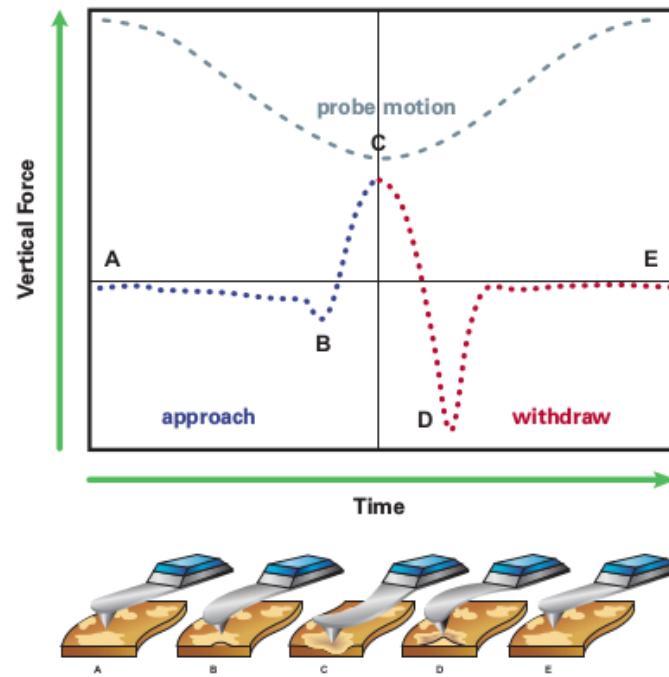 probe motion
C
Vertical Force
A
E
B
approach
D
withdraw
Time
A
B
C
D
E